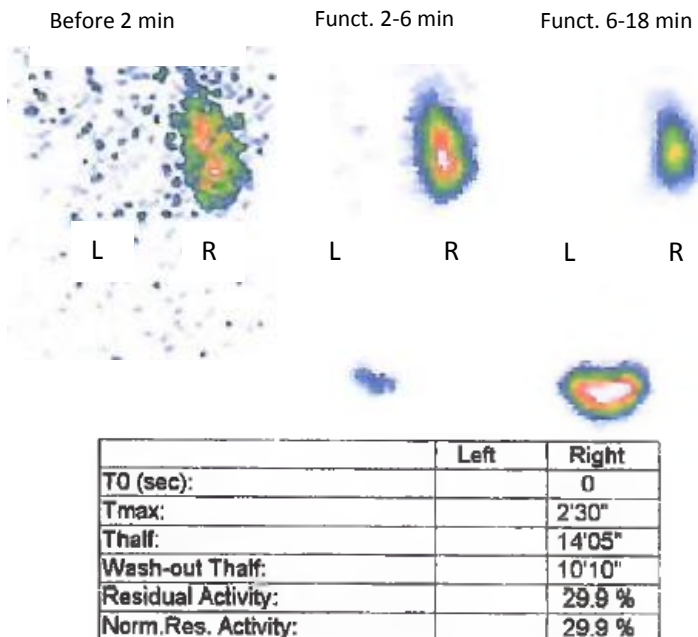 Before 2 min Funct. 2-6 min Funct. 6-18 min
L R L R L R
Left Right
T0 (sec): 0
Tmax: 2'30"
Thalf: 14'05"
Wash-out Thalf: 10'10"
Residual Activity: 29.9 %
Norm.Res. Activity: 29.9 %